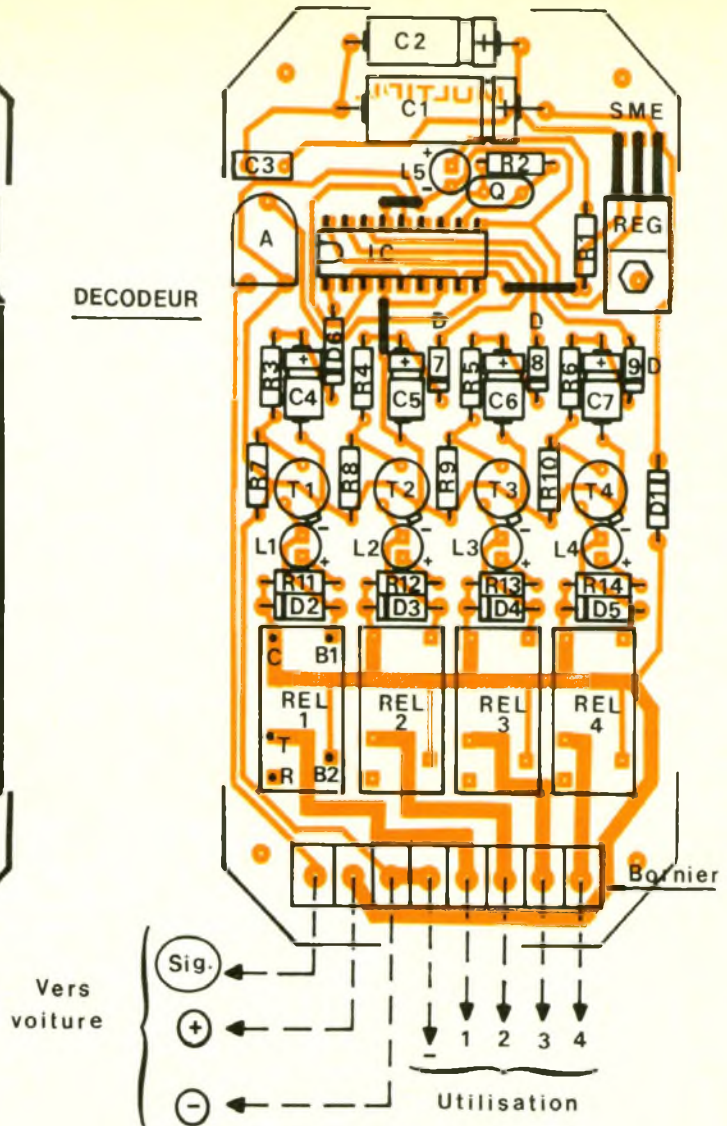 C2 +
C1 +
MULTIPL
S M E
C3
L5 + -
R2
Q
A
IC
R1
REG
DECODEUR
R3
+ C4
D6
R4
+ C5
D 7
R5
+ C6
D 8
R6
+ C7
9 D
R7
T1
R8
T2
R9
T3
R10
T4
D1
L1 - +
L2 - +
L3 - +
L4 - +
R11
R12
R13
R14
D2
D3
D4
D5
C B1
REL 1
REL 2
REL 3
REL 4
T
R B2
Bornier
Vers
voiture
Sig.
+
-
- 1 2 3 4
Utilisation